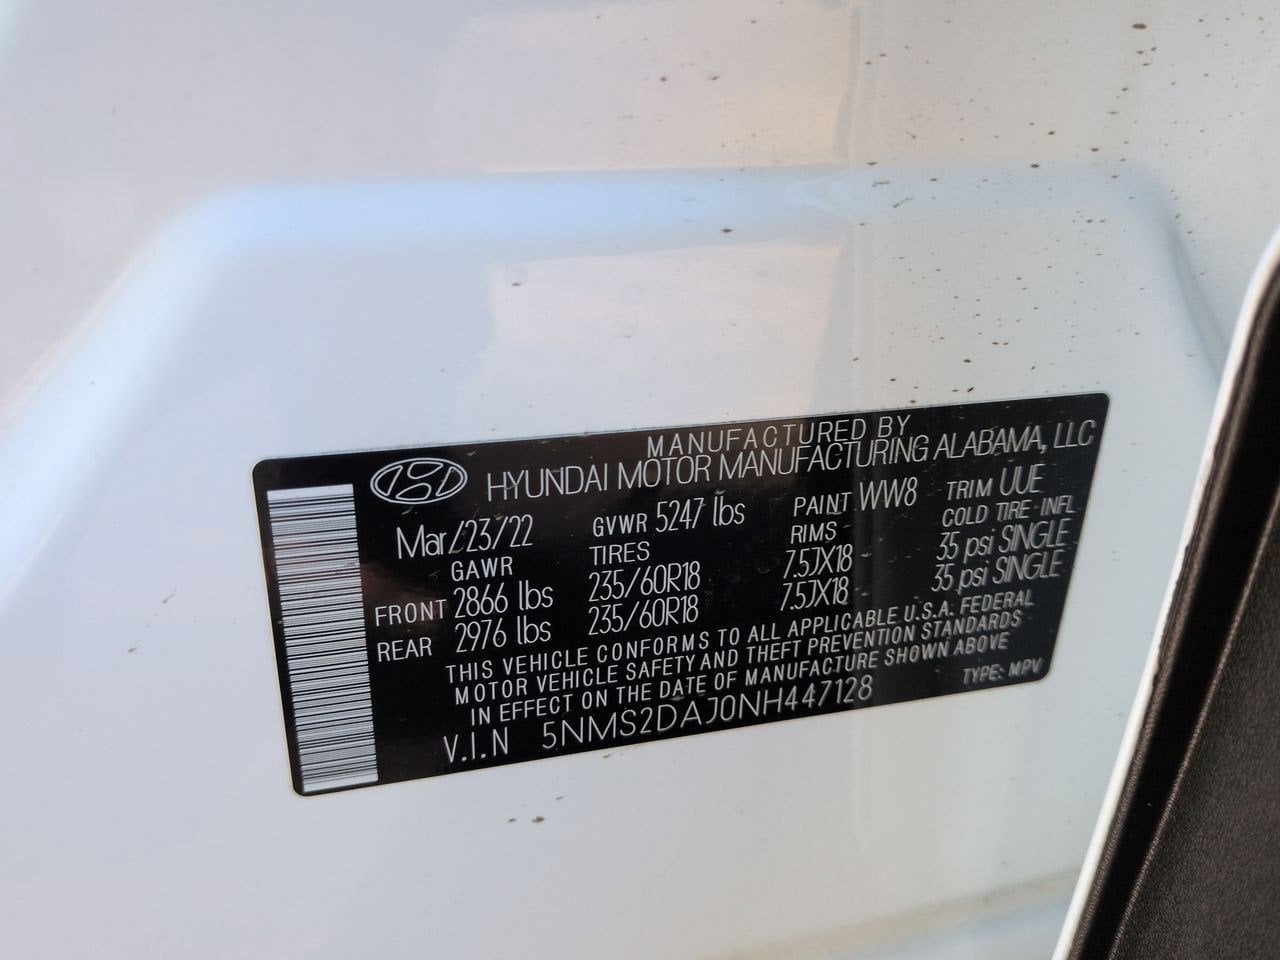 MANUFACTURED BY
HYUNDAI MOTOR MANUFACTURING ALABAMA, LLC
Mar/23/22 GVWR 5247 lbs PAINT WW8 TRIM UUE
GAWR TIRES RIMS COLD TIRE-INFL
FRONT 2866 lbs 235/60R18 7.5JX18 35 psi SINGLE
REAR 2976 lbs 235/60R18 7.5JX18 35 psi SINGLE
THIS VEHICLE CONFORMS TO ALL APPLICABLE U.S.A. FEDERAL
MOTOR VEHICLE SAFETY AND THEFT PREVENTION STANDARDS
IN EFFECT ON THE DATE OF MANUFACTURE SHOWN ABOVE
V.I.N 5NMS2DAJ0NH447128 TYPE: MPV